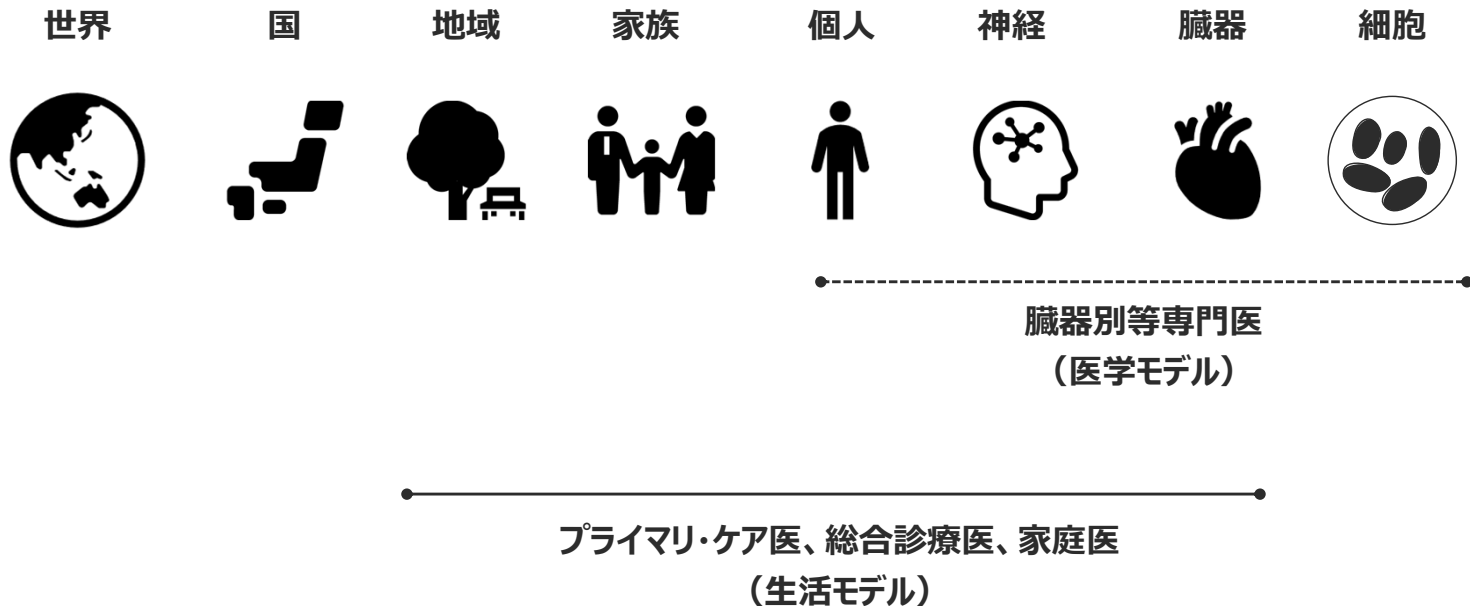 世界 国 地域 家族 個人 神経 臓器 細胞
臓器別等専門医
（医学モデル）
プライマリ・ケア医、総合診療医、家庭医
（生活モデル）